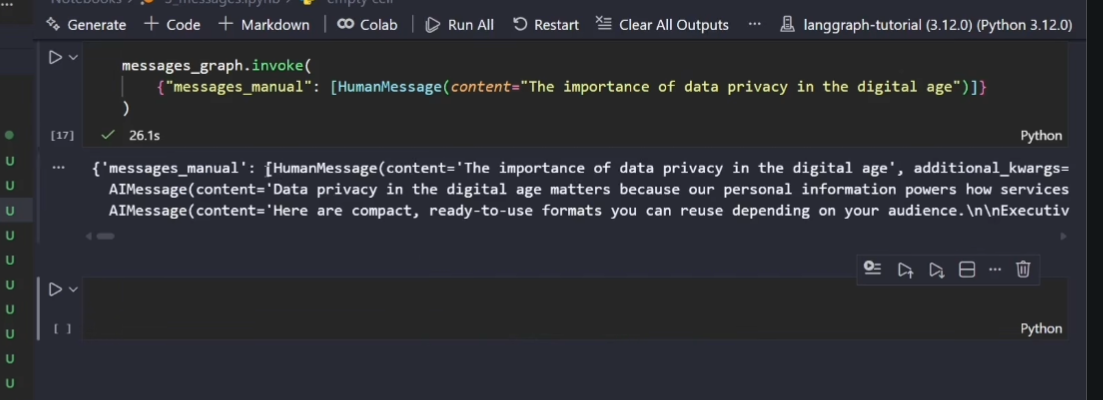 Notebooks > 3_messages.ipynb > empty cell
Generate + Code + Markdown Colab Run All Restart Clear All Outputs ... langgraph-tutorial (3.12.0) (Python 3.12.0)
messages_graph.invoke(
{"messages_manual": [HumanMessage(content="The importance of data privacy in the digital age")]}
)
[17] 26.1s Python
... {'messages_manual': [HumanMessage(content='The importance of data privacy in the digital age', additional_kwargs=
AIMessage(content='Data privacy in the digital age matters because our personal information powers how services
AIMessage(content='Here are compact, ready-to-use formats you can reuse depending on your audience.\n\nExecutiv
[ ] Python
U
U
U
U
U
U
U
U
U
U